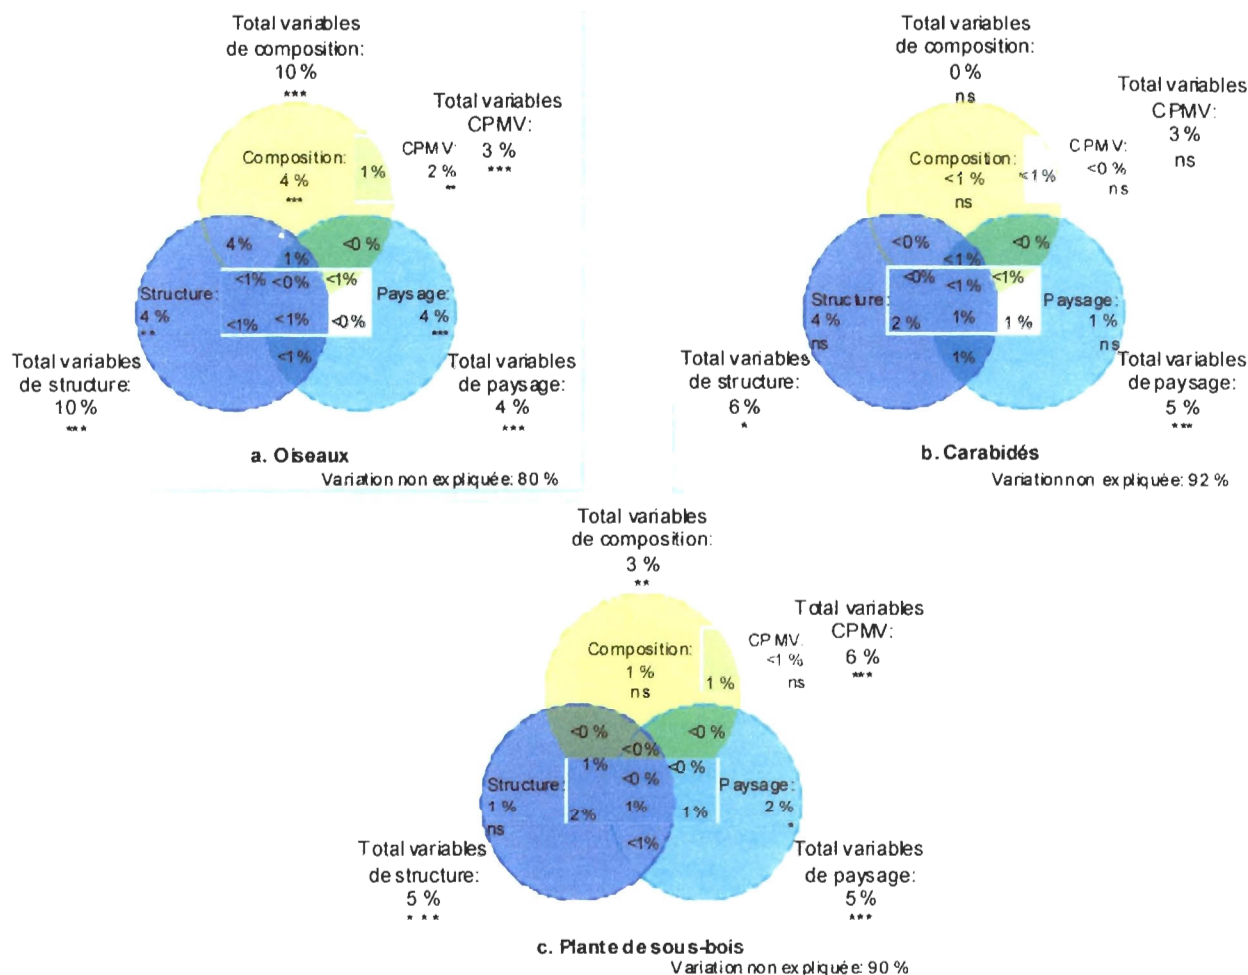 Total variables
de composition:
10 %
***
Total variables
CPMV:
3 %
***
CPMV:
2 %
**
Composition:
4 %
***
1 %
4 %
<0 %
1 %
<1 %
<0 %
<1 %
Structure:
4 %
**
<1 %
<1 %
<0 %
Paysage:
4 %
***
<1 %
Total variables
de structure:
10 %
***
Total variables
de paysage:
4 %
***
a. Oiseaux
Variation non expliquée: 80 %
Total variables
de composition:
0 %
ns
Total variables
CPMV:
3 %
ns
CPMV:
<0 %
ns
Composition:
<1 %
ns
<1 %
<0 %
<0 %
<1 %
<0 %
<1 %
<1 %
Structure:
4 %
ns
2 %
1 %
1 %
Paysage:
1 %
ns
1 %
Total variables
de structure:
6 %
*
Total variables
de paysage:
5 %
***
b. Carabidés
Variation non expliquée: 92 %
Total variables
de composition:
3 %
**
Total variables
CPMV:
6 %
***
CPMV:
<1 %
ns
Composition:
1 %
ns
1 %
<0 %
<0 %
<0 %
1 %
<0 %
<0 %
Structure:
1 %
ns
2 %
1 %
1 %
Paysage:
2 %
*
<1 %
Total variables
de structure:
5 %
***
Total variables
de paysage:
5 %
***
c. Plante de sous-bois
Variation non expliquée: 90 %